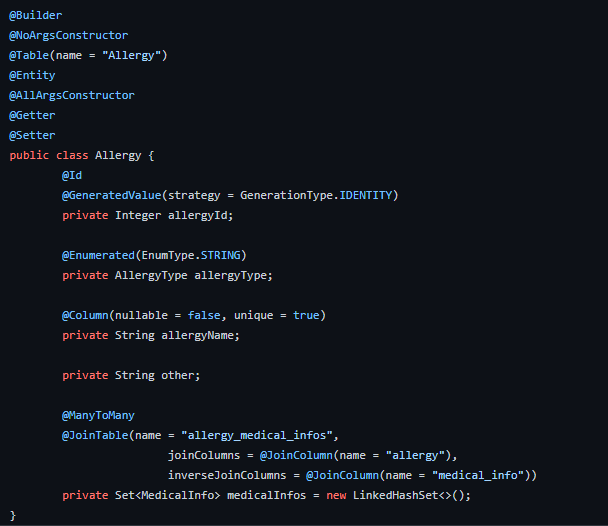 @Builder
@NoArgsConstructor
@Table(name = "Allergy")
@Entity
@AllArgsConstructor
@Getter
@Setter
public class Allergy {
@Id
@GeneratedValue(strategy = GenerationType.IDENTITY)
private Integer allergyId;
@Enumerated(EnumType.STRING)
private AllergyType allergyType;
@Column(nullable = false, unique = true)
private String allergyName;
private String other;
@ManyToMany
@JoinTable(name = "allergy_medical_infos",
joinColumns = @JoinColumn(name = "allergy"),
inverseJoinColumns = @JoinColumn(name = "medical_info"))
private Set<MedicalInfo> medicalInfos = new LinkedHashSet<>();
}